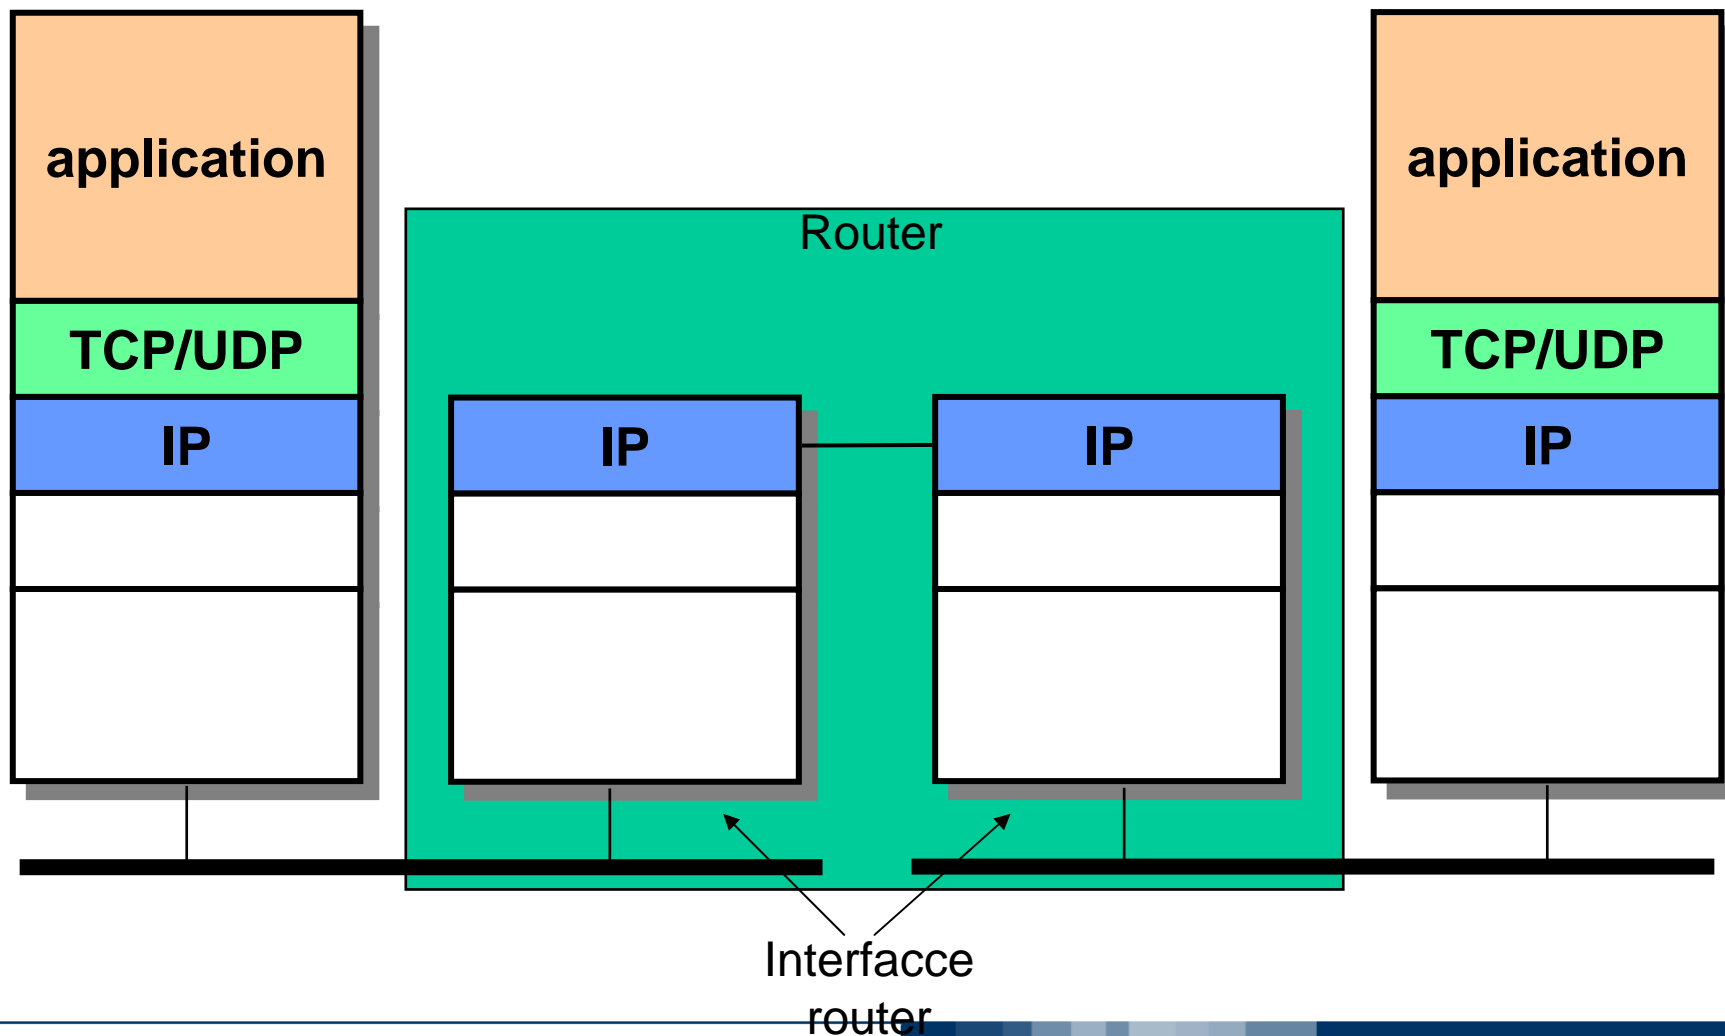 application
application
Router
TCP/UDP
TCP/UDP
IP
IP
IP
IP
Interfacce
router